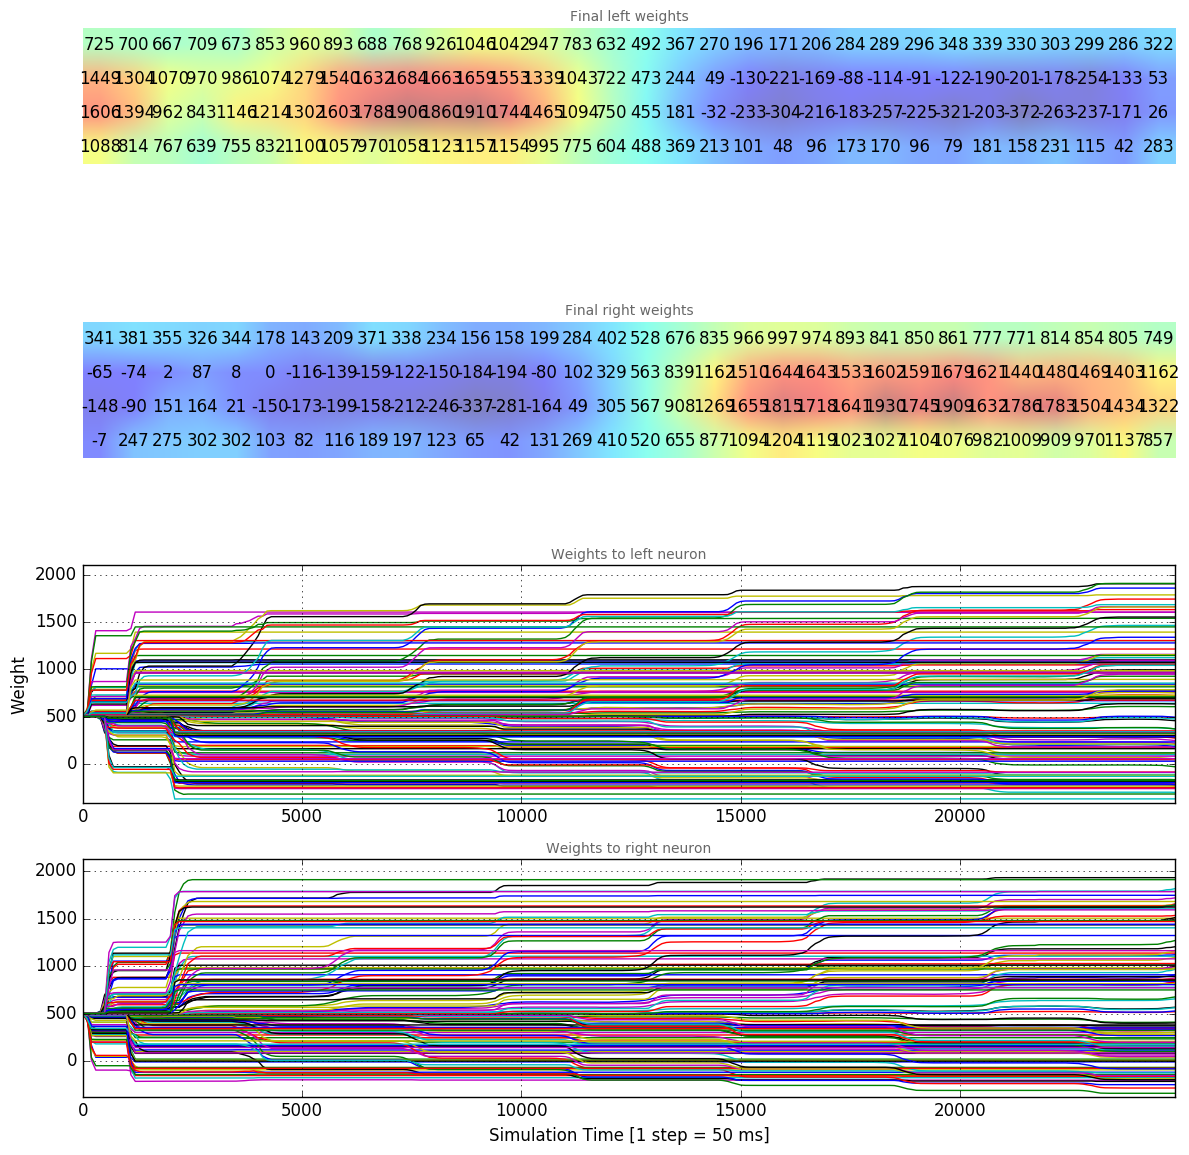 Final left weights
725 700 667 709 673 853 960 893 688 768 926 1046 1042 947 783 632 492 367 270 196 171 206 284 289 296 348 339 330 303 299 286 322
1449 1304 1070 970 986 1074 1279 1540 1632 1684 1663 1659 1553 1339 1043 722 473 244 49 -130 -221 -169 -88 -114 -91 -122 -190 -201 -178 -254 -133 53
1606 1394 962 843 1146 1214 1302 1603 1788 1906 1860 1744 1465 1094 750 455 181 -32 -233 -304 -216 -183 -257 -225 -321 -203 -372 -263 -237 -171 26
1088 814 767 639 755 832 1100 1057 970 1058 1123 1157 1154 995 775 604 488 369 213 101 48 96 173 170 96 79 181 158 231 115 42 283
Final right weights
341 381 355 326 344 178 143 209 371 338 234 156 158 199 284 402 528 676 835 966 997 974 893 841 850 861 777 771 814 854 805 749
-65 -74 2 87 8 0 -116 -139 -159 -122 -150 -184 -194 -80 102 329 563 839 1162 1510 1644 1643 1533 1602 1591 1679 1621 1440 1480 1469 1403 1162
-148 -90 151 164 21 -150 -173 -199 -158 -212 -246 -337 -281 -164 49 305 567 908 1269 1655 1815 1718 1641 1930 1745 1909 1632 1786 1783 1504 1434 1322
-7 247 275 302 302 103 82 116 189 197 123 65 42 131 269 410 520 655 877 1094 1204 1119 1023 1027 1104 1076 982 1009 909 970 1137 857
Weights to left neuron
2000
1500
1000
500
0
Weight
0 5000 10000 15000 20000
Weights to right neuron
2000
1500
1000
500
0
0 5000 10000 15000 20000
Simulation Time [1 step = 50 ms]